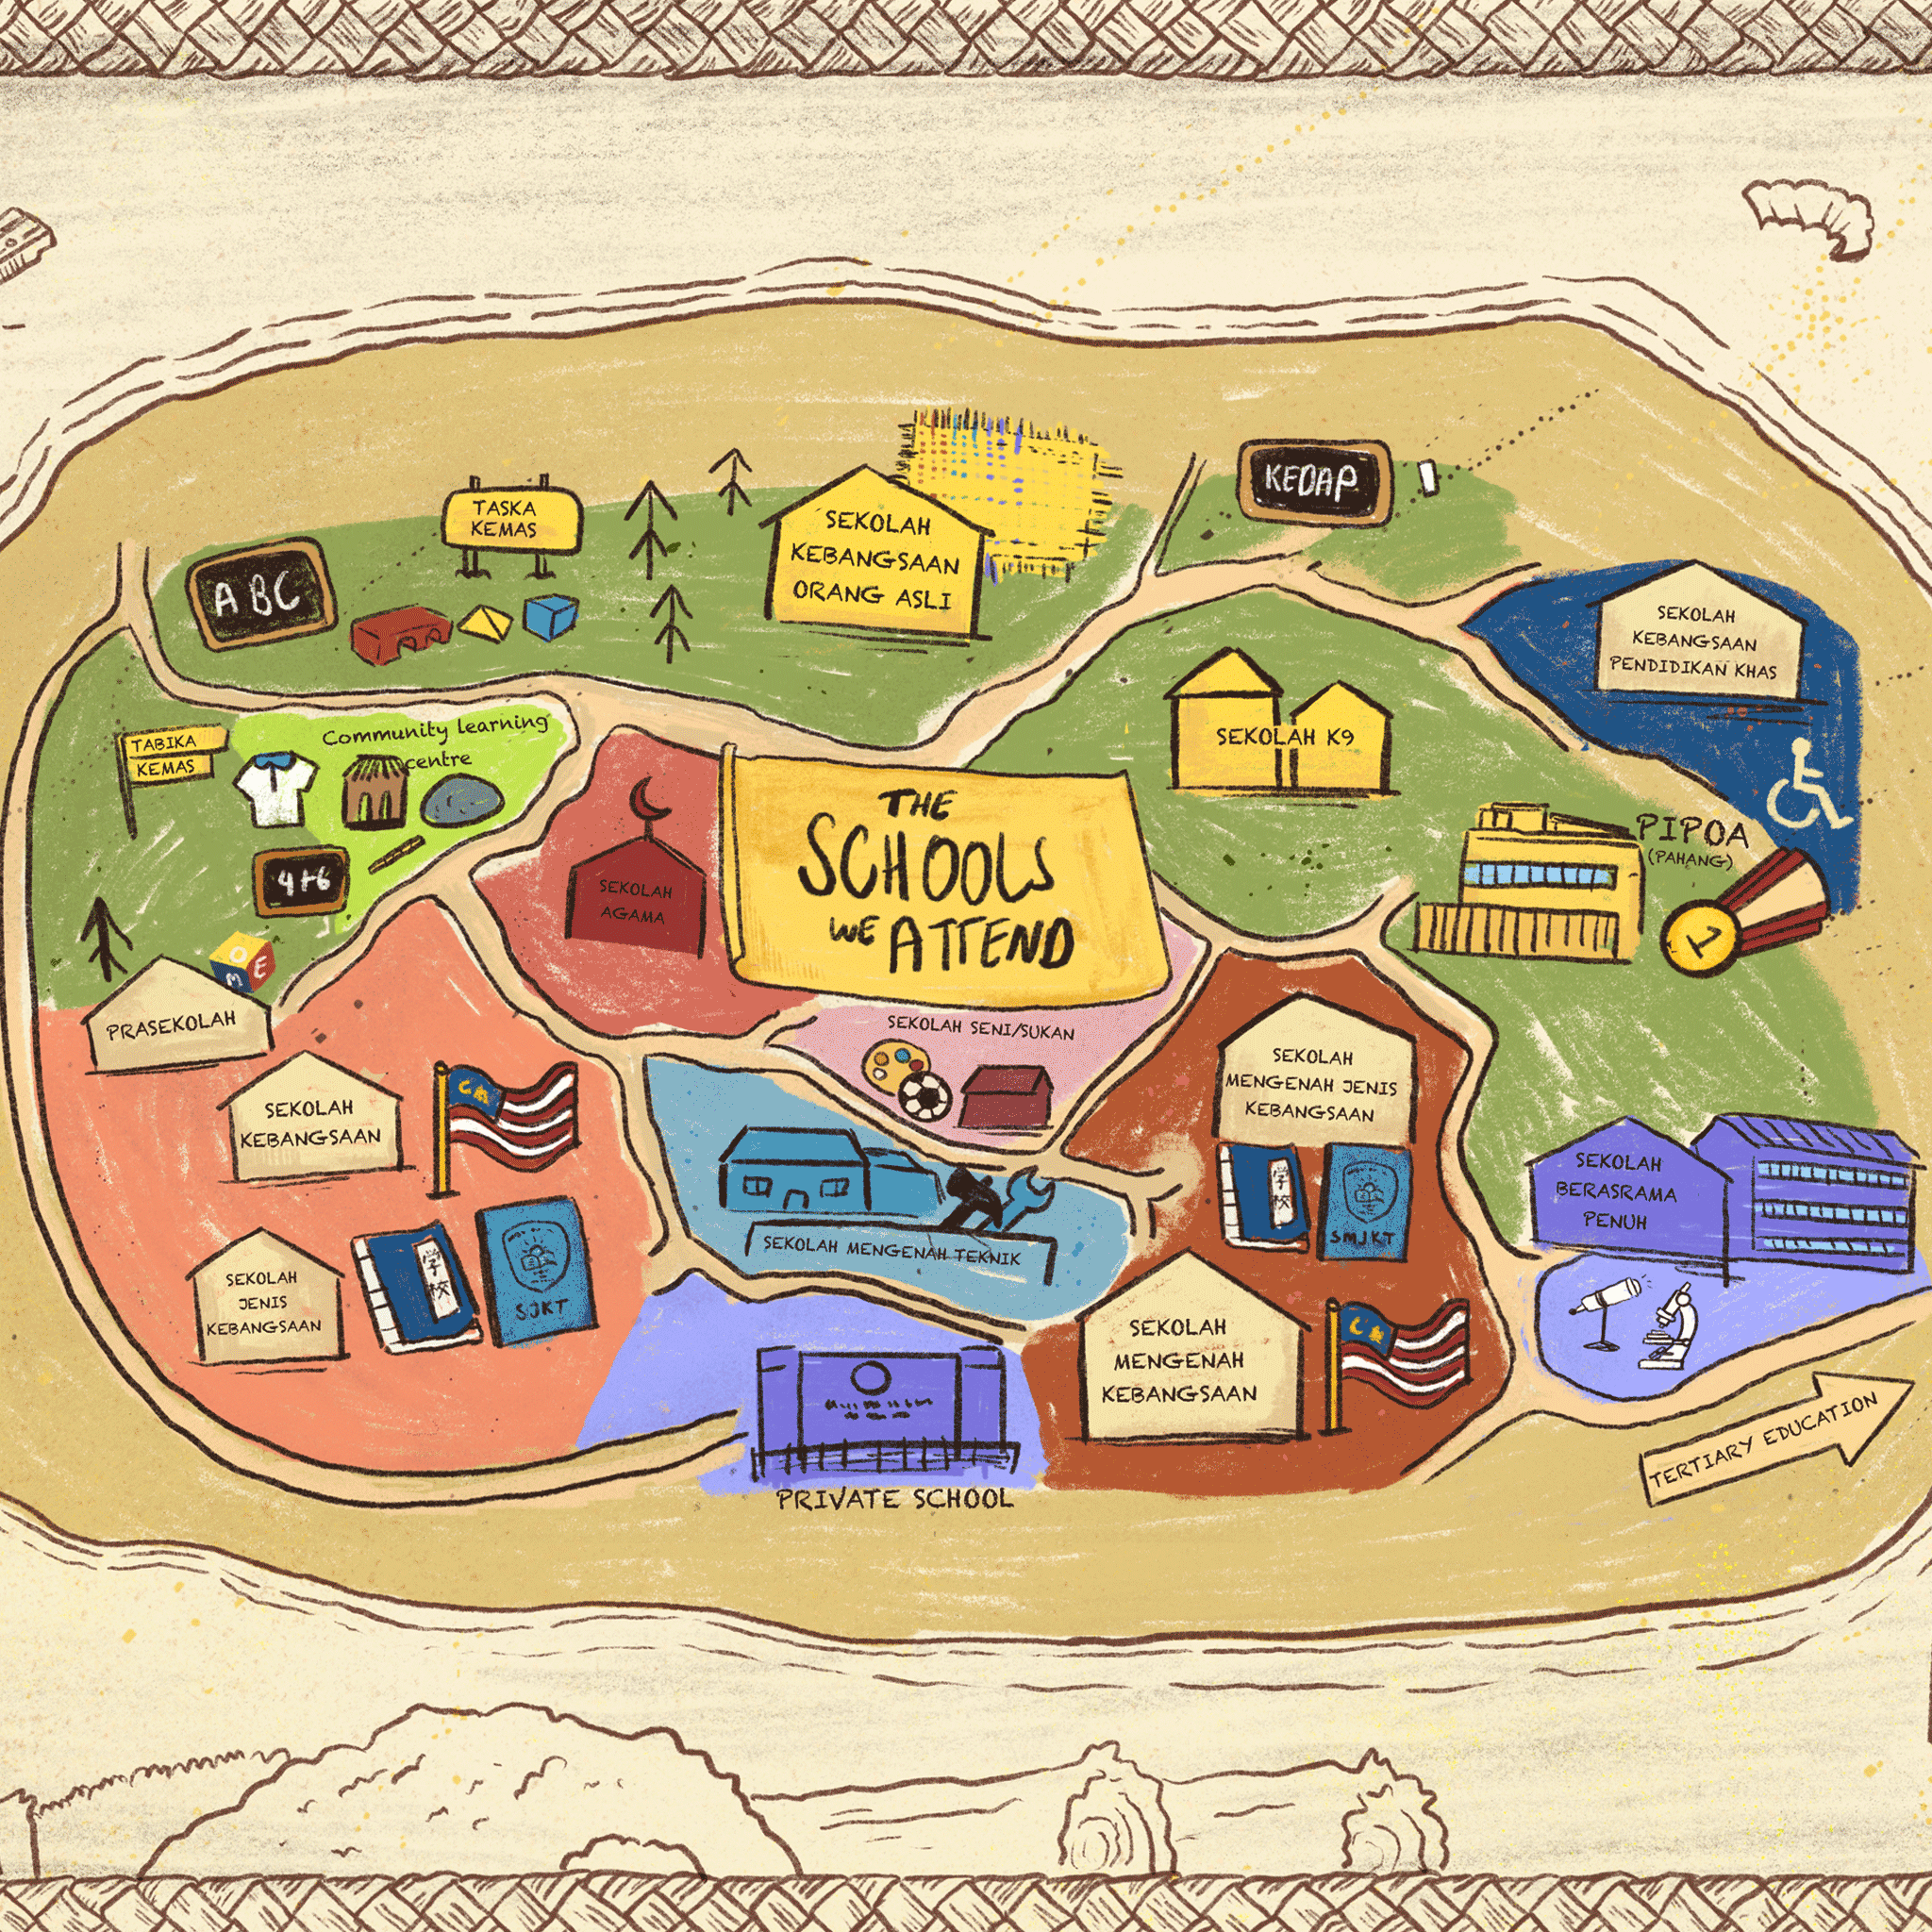 KEDAP
TASKA
KEMAS
SEKOLAH
KEBANGSAAN
ORANG ASLI
ABC
SEKOLAH
KEBANGSAAN
PENDIDIKAN KHAS
TABIKA
KEMAS
Community learning
centre
SEKOLAH K9
THE
SCHOOLS
WE ATTEND
PIPOA
(PAHANG)
1
4+6
SEKOLAH
AGAMA
O
M E
PRASEKOLAH
SEKOLAH SENI/SUKAN
SEKOLAH
MENGENAH JENIS
KEBANGSAAN
SEKOLAH
KEBANGSAAN
学校
SMJKT
SEKOLAH
BERASRAMA
PENUH
SEKOLAH MENGENAH TEKNIK
SEKOLAH
JENIS
KEBANGSAAN
学校
SJKT
SEKOLAH
MENGENAH
KEBANGSAAN
TERTIARY EDUCATION
PRIVATE SCHOOL